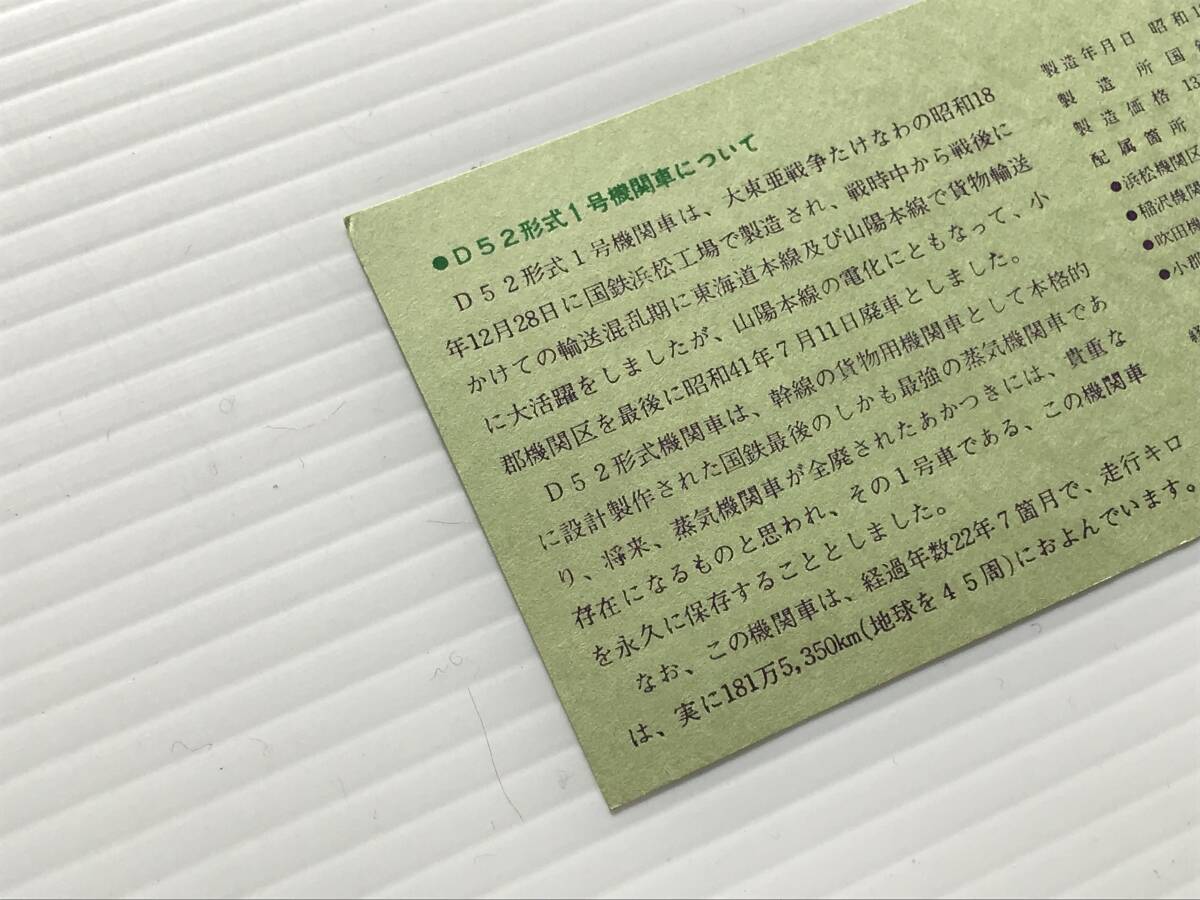 ●D52形式1号機関車について
D52形式1号機関車は、大東亜戦争たけなわの昭和18
年12月28日に国鉄浜松工場で製造され、戦時中から戦後に
かけての輸送混乱期に東海道本線及び山陽本線で貨物輸送
に大活躍をしましたが、山陽本線の電化にともなって、小
郡機関区を最後に昭和41年7月11日廃車としました。
D52形式機関車は、幹線の貨物用機関車として本格的
に設計製作された国鉄最後のしかも最強の蒸気機関車であ
り、将来、蒸気機関車が全廃されたあかつきには、貴重な
存在になるものと思われ、その1号車である、この機関車
を永久に保存することとしました。
なお、この機関車は、経過年数22年7箇月で、走行キロ
は、実に181万5,350km(地球を45周)におよんでいます。
製造年月日 昭和1
製造所国
製造価格 13
配属箇所
●浜松機関区
●稲沢機関
●吹田機
●小郡